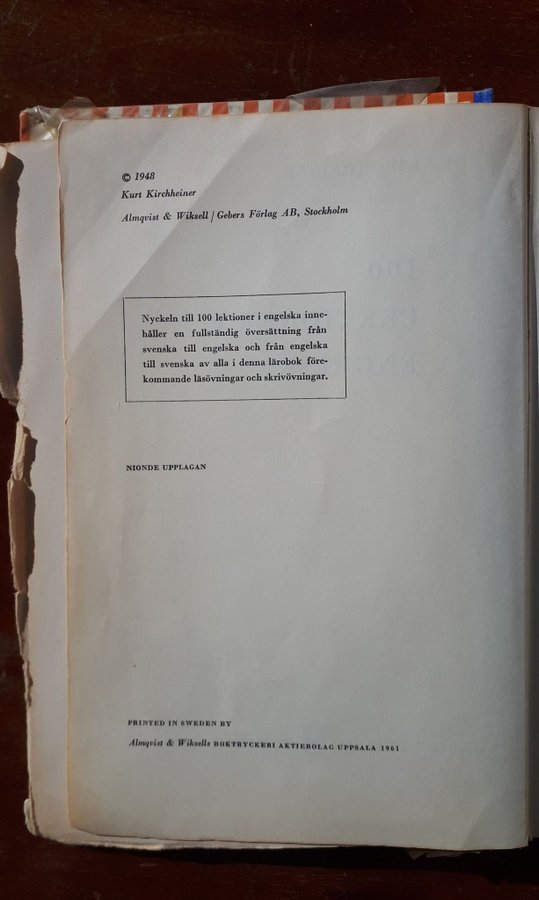 © 1948
Kurt Kirchheiner
Almqvist & Wiksell / Gebers Förlag AB, Stockholm
Nyckeln till 100 lektioner i engelska inne-
håller en fullständig översättning från
svenska till engelska och från engelska
till svenska av alla i denna lärobok före-
kommande läsövningar och skrivövningar.
NIONDE UPPLAGAN
PRINTED IN SWEDEN BY
Almqvist & Wiksells BOKTRYCKERI AKTIEBOLAG UPPSALA 1961